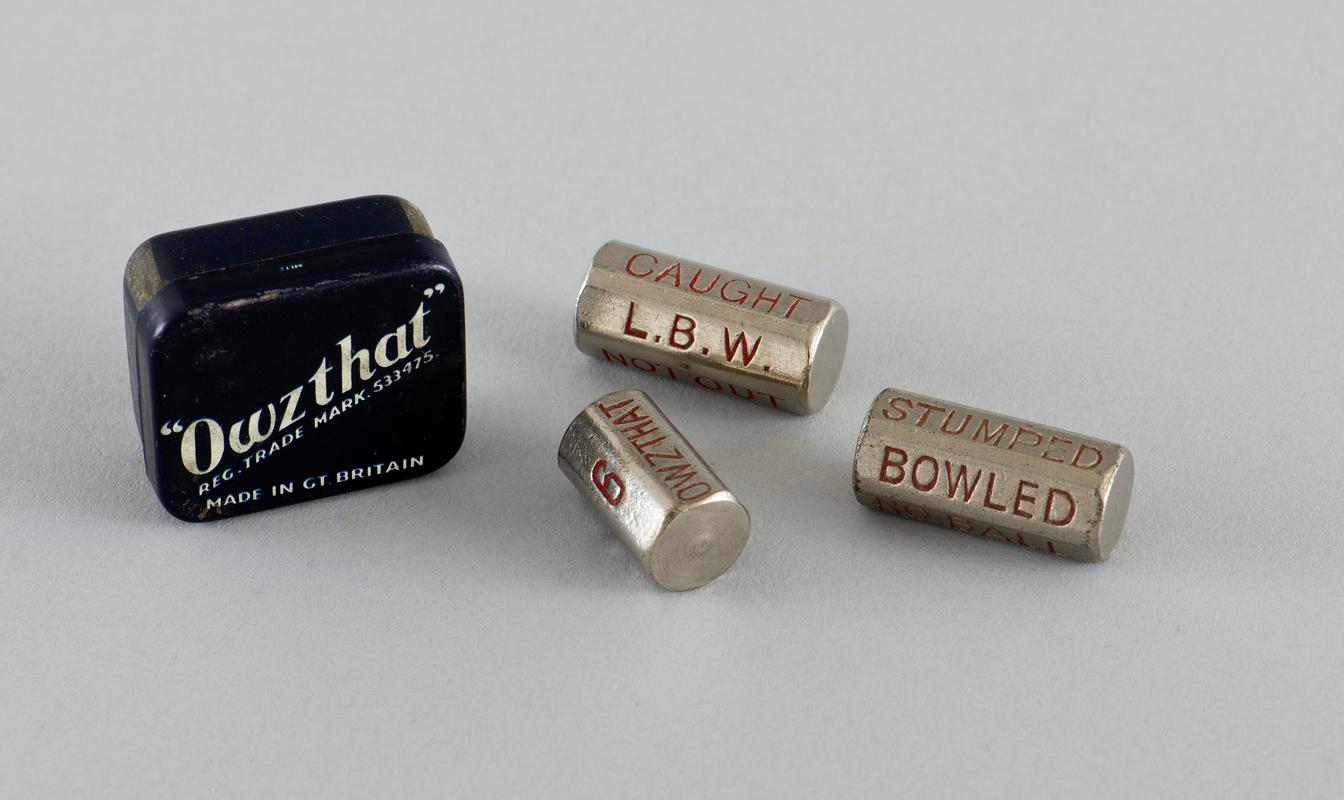 "Owzthat"
REG. TRADE MARK. 533475.
MADE IN GT. BRITAIN
CAUGHT
L.B.W.
NOT OUT
OWZTHAT
6
STUMPED
BOWLED
NO BALL